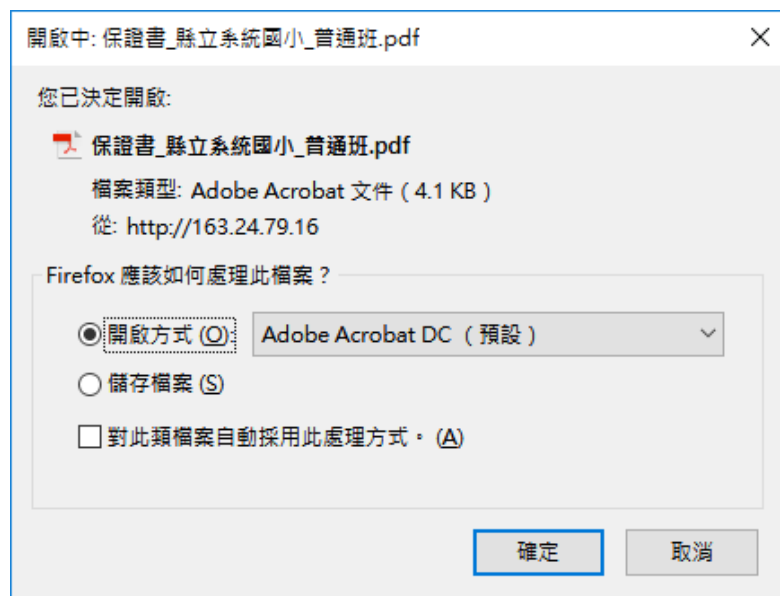 開啟中: 保證書_縣立系統國小_普通班.pdf
您已決定開啟:
保證書_縣立系統國小_普通班.pdf
檔案類型: Adobe Acrobat 文件 ( 4.1 KB )
從: http://163.24.79.16
Firefox 應該如何處理此檔案？
開啟方式 (O): Adobe Acrobat DC （預設）
儲存檔案 (S)
對此類檔案自動採用此處理方式。 (A)
確定 取消